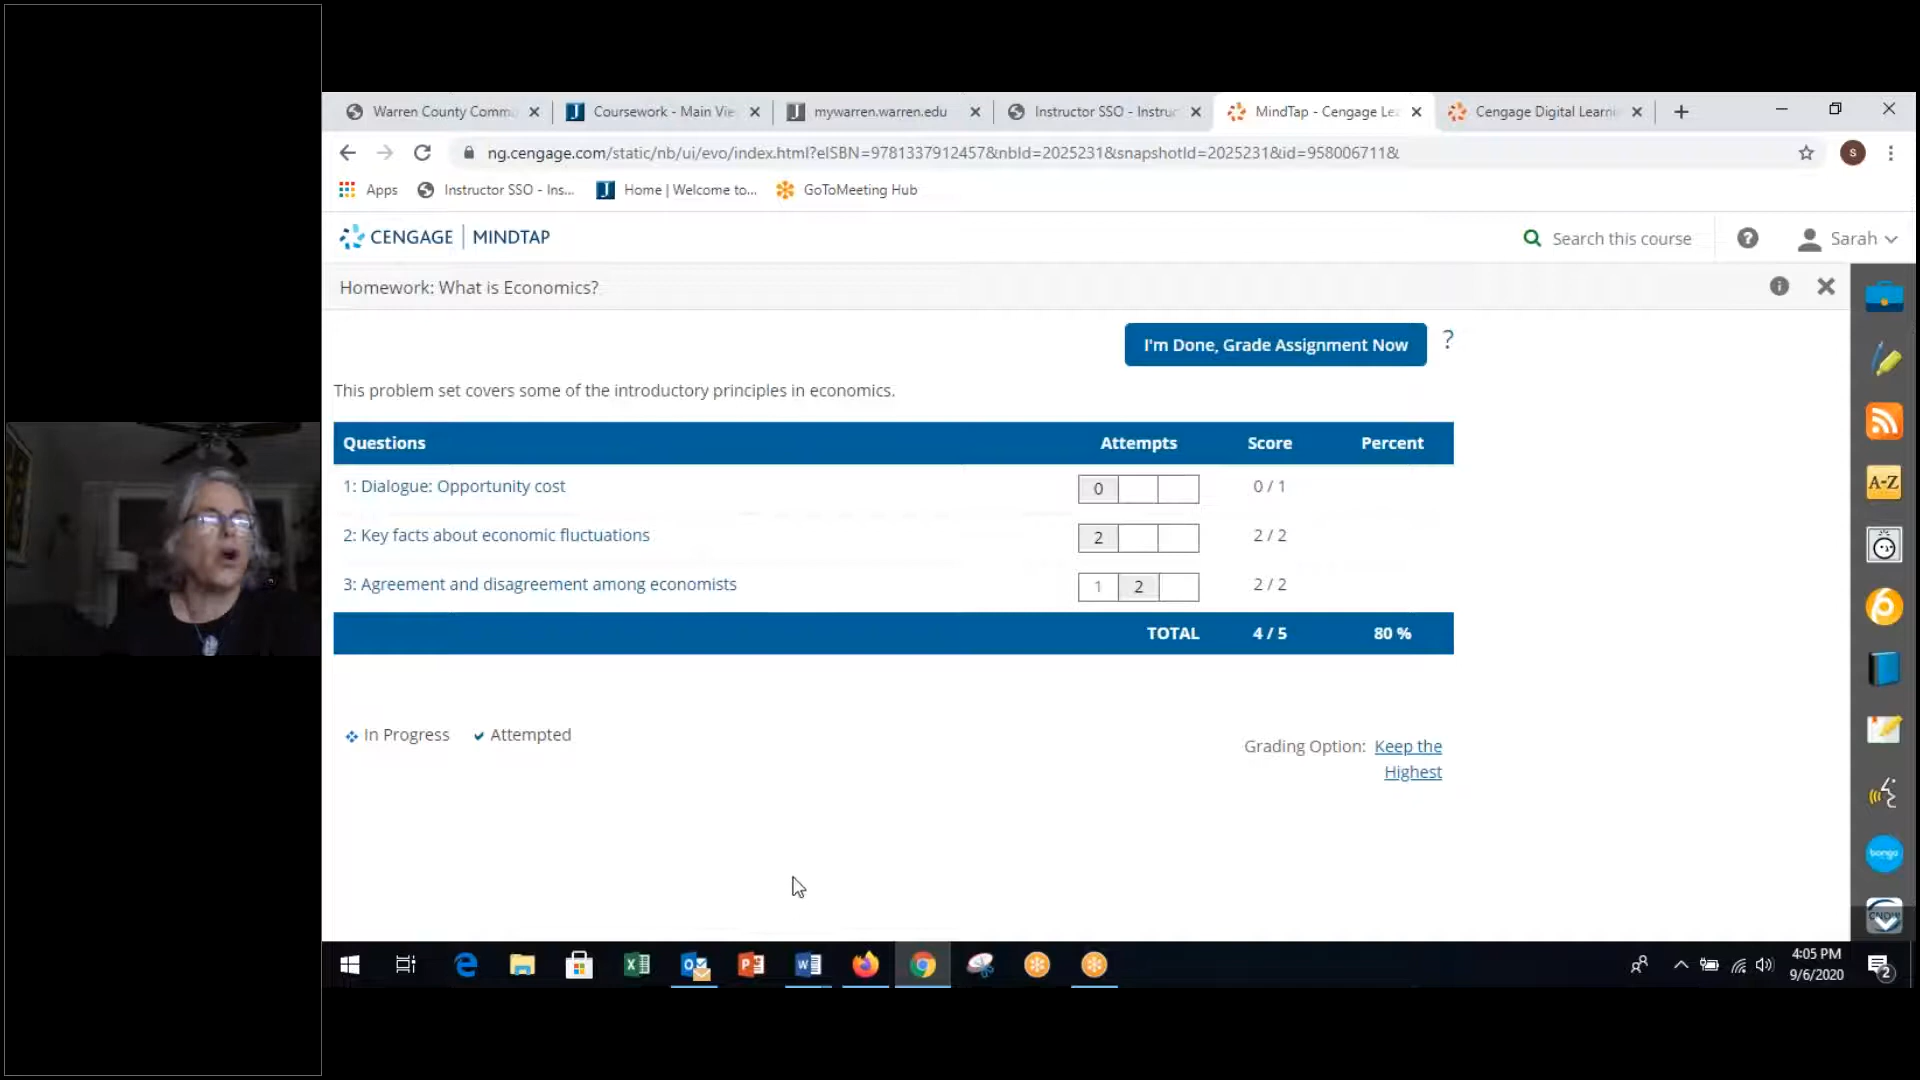 Warren County Comm
Coursework - Main Vie
mywarren.warren.edu
Instructor SSO - Instruc
MindTap - Cengage Le
Cengage Digital Learni
ng.cengage.com/static/nb/ui/evo/index.html?eISBN=9781337912457&nbId=2025231&snapshotId=2025231&id=958006711&
S
Apps
Instructor SSO - Ins...
Home | Welcome to...
GoToMeeting Hub
CENGAGE | MINDTAP
Search this course
Sarah
Homework: What is Economics?
I'm Done, Grade Assignment Now
?
This problem set covers some of the introductory principles in economics.
Questions Attempts Score Percent
1: Dialogue: Opportunity cost 0 0 / 1
2: Key facts about economic fluctuations 2 2 / 2
3: Agreement and disagreement among economists 1 2 2 / 2
TOTAL 4 / 5 80 %
In Progress Attempted
Grading Option: Keep the
Highest
A-Z
bongo
CNOW
4:05 PM
9/6/2020
2